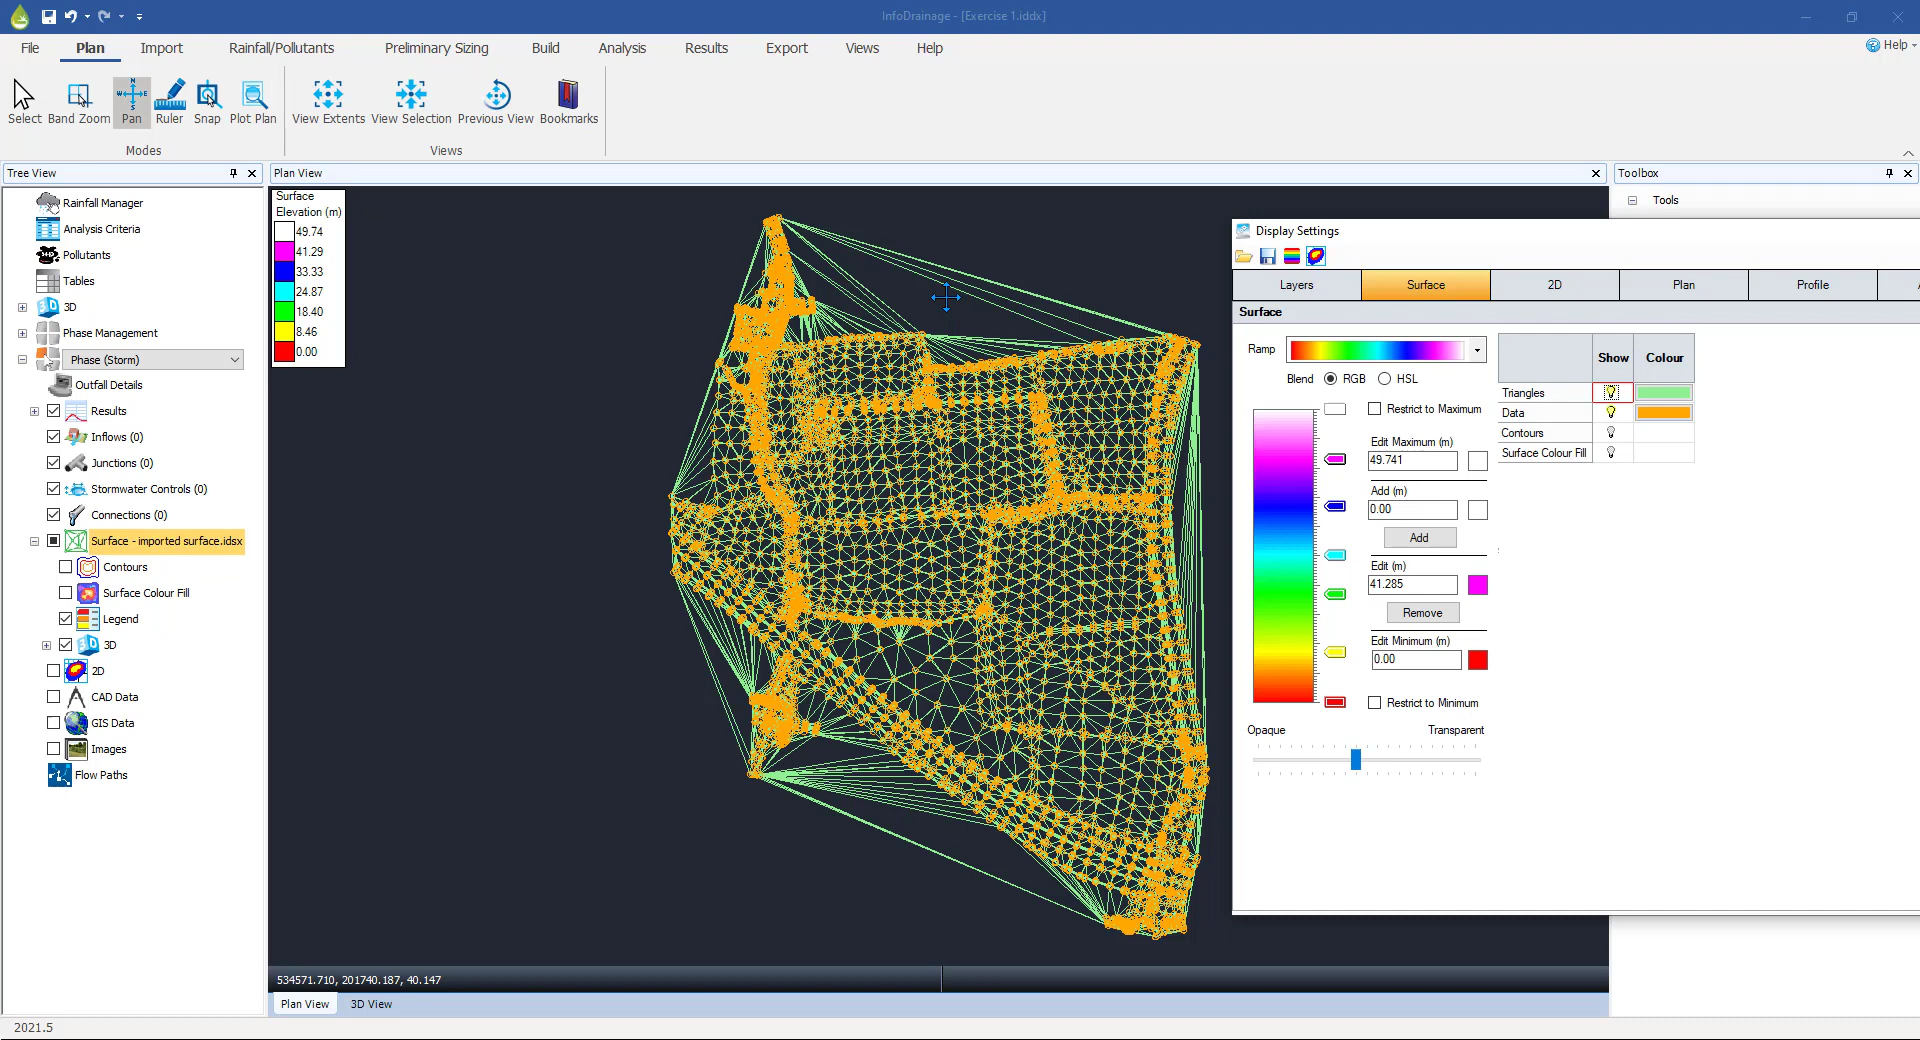 InfoDrainage - [Exercise 1.iddx]
File Plan Import Rainfall/Pollutants Preliminary Sizing Build Analysis Results Export Views Help
Help
Select Band Zoom Pan Ruler Snap Plot Plan View Extents View Selection Previous View Bookmarks
Modes Views
Tree View
Plan View
Toolbox
Rainfall Manager
Analysis Criteria
Pollutants
Tables
3D
Phase Management
Phase (Storm)
Outfall Details
Results
Inflows (0)
Junctions (0)
Stormwater Controls (0)
Connections (0)
Surface - imported surface.idsx
Contours
Surface Colour Fill
Legend
3D
2D
CAD Data
GIS Data
Images
Flow Paths
Surface
Elevation (m)
49.74
41.29
33.33
24.87
18.40
8.46
0.00
Tools
Display Settings
Layers Surface 2D Plan Profile
Surface
Ramp
Blend RGB HSL
Restrict to Maximum
Edit Maximum (m)
49.741
Add (m)
0.00
Add
Edit (m)
41.285
Remove
Edit Minimum (m)
0.00
Restrict to Minimum
Opaque Transparent
Show Colour
Triangles
Data
Contours
Surface Colour Fill
534571.710, 201740.187, 40.147
Plan View 3D View
2021.5